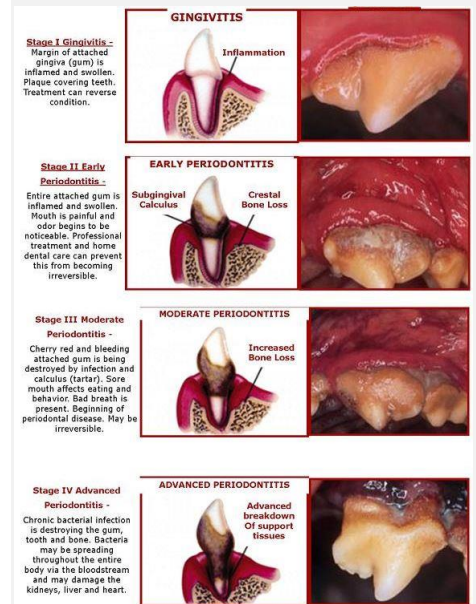 GINGIVITIS
Stage I Gingivitis -
Margin of attached
gingiva (gum) is
inflamed and swollen.
Plaque covering teeth.
Treatment can reverse
condition.
Inflammation
Stage II Early
Periodontitis -
Entire attached gum is
inflamed and swollen.
Mouth is painful and
odor begins to be
noticeable. Professional
treatment and home
dental care can prevent
this from becoming
irreversible.
EARLY PERIODONTITIS
Subgingival
Calculus
Crestal
Bone Loss
Stage III Moderate
Periodontitis -
Cherry red and bleeding
attached gum is being
destroyed by infection and
calculus (tartar). Sore
mouth affects eating and
behavior. Bad breath is
present. Beginning of
periodontal disease. May be
irreversible.
MODERATE PERIODONTITIS
Increased
Bone Loss
Stage IV Advanced
Periodontitis -
Chronic bacterial infection
is destroying the gum,
tooth and bone. Bacteria
may be spreading
throughout the entire
body via the bloodstream
and may damage the
kidneys, liver and heart.
ADVANCED PERIODONTITIS
Advanced
breakdown
Of support
tissues